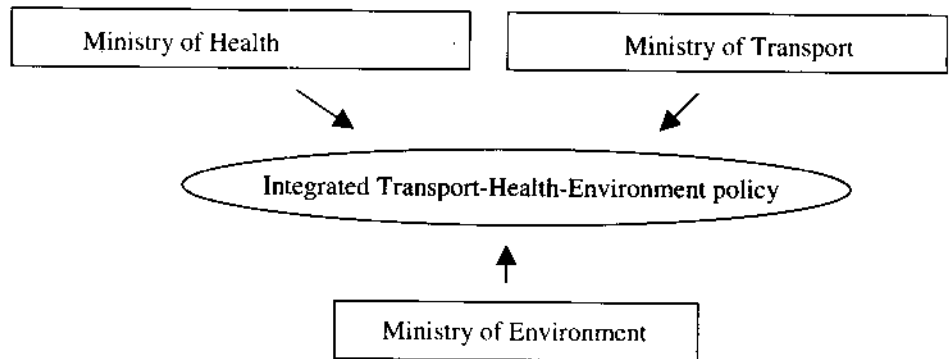 Ministry of Health
Ministry of Transport
Integrated Transport-Health-Environment policy
Ministry of Environment